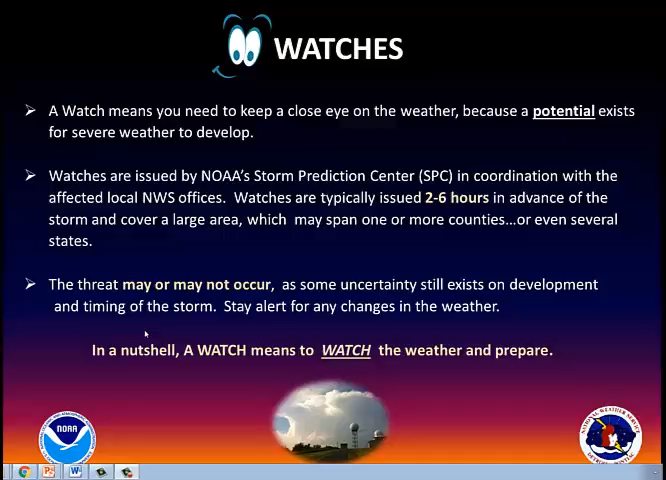 WATCHES
➢ A Watch means you need to keep a close eye on the weather, because a potential exists
for severe weather to develop.
➢ Watches are issued by NOAA's Storm Prediction Center (SPC) in coordination with the
affected local NWS offices. Watches are typically issued 2-6 hours in advance of the
storm and cover a large area, which may span one or more counties…or even several
states.
➢ The threat may or may not occur, as some uncertainty still exists on development
and timing of the storm. Stay alert for any changes in the weather.
In a nutshell, A WATCH means to WATCH the weather and prepare.
NOAA
NATIONAL WEATHER SERVICE